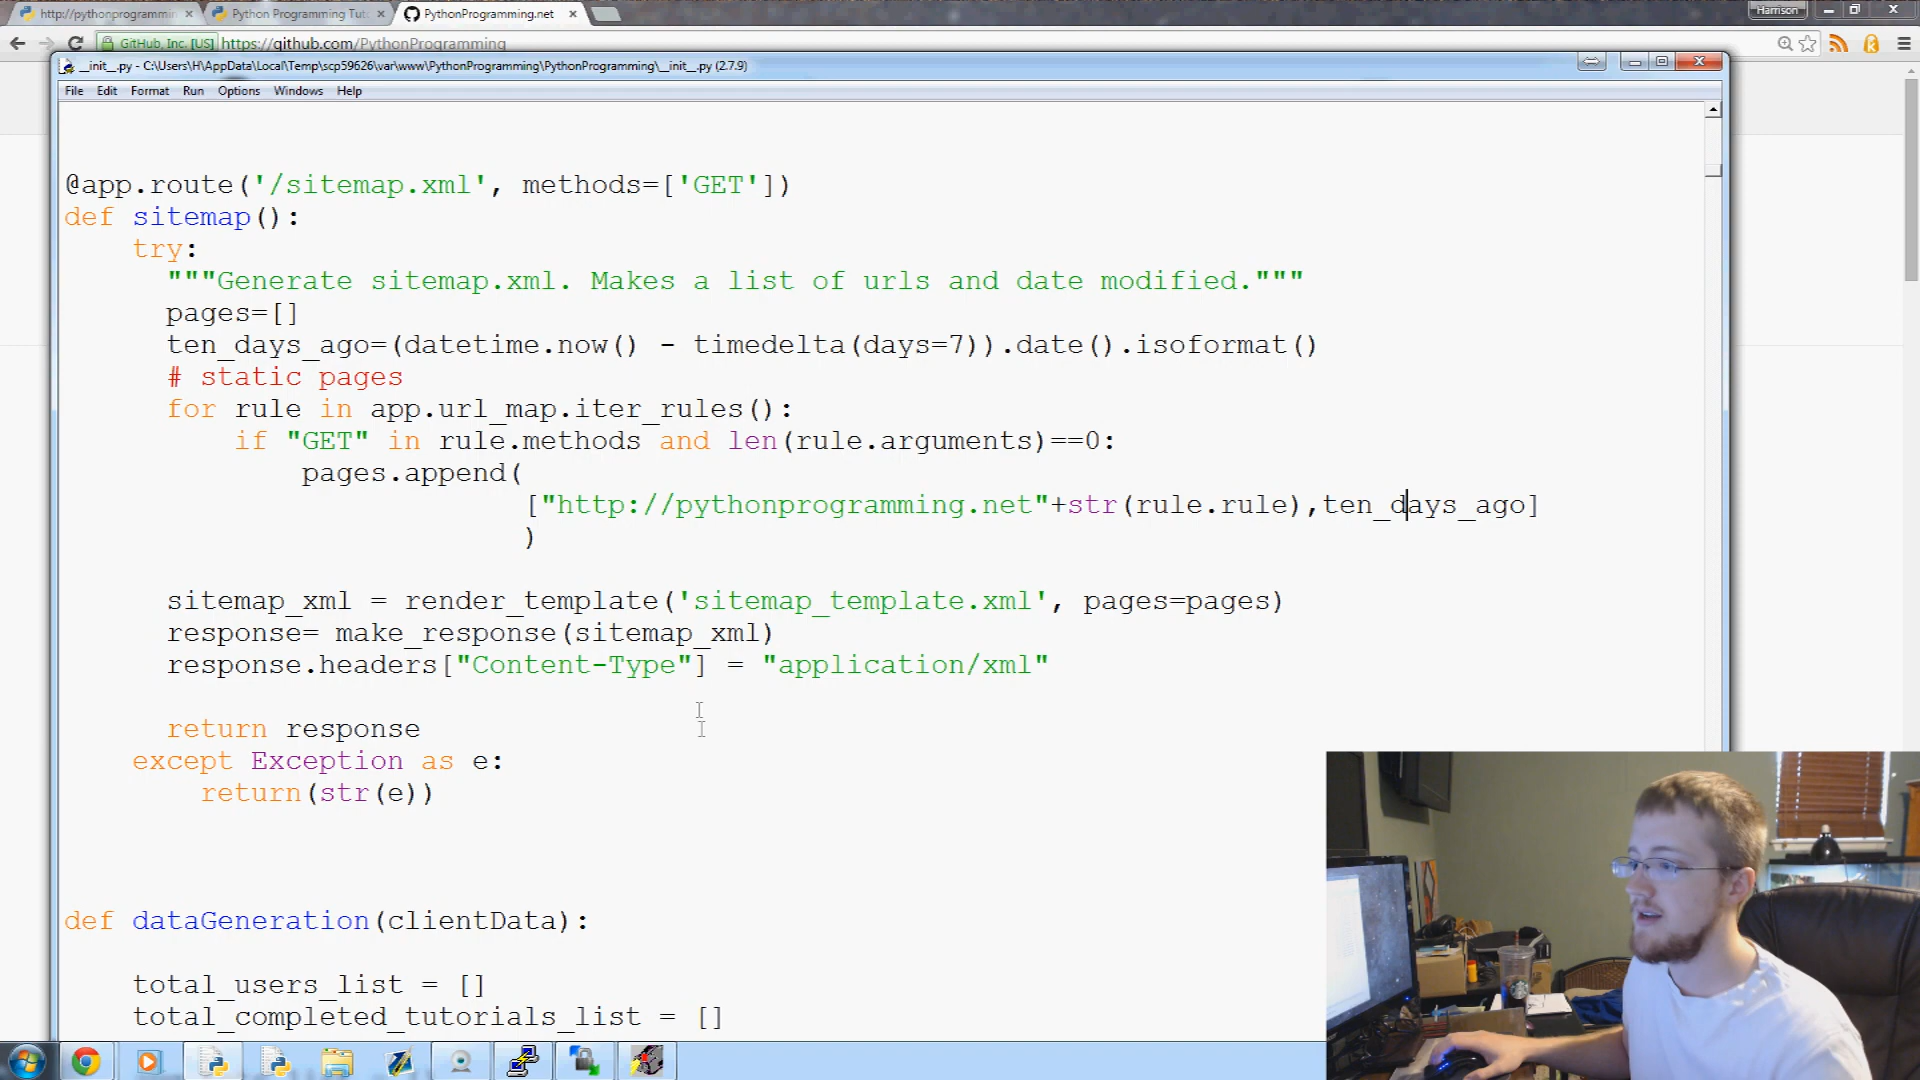 http://pythonprogrammin
Python Programming Tut
PythonProgramming.net
Harrison
GitHub, Inc. [US]
https://github.com/PythonProgramming
__init__.py - C:\Users\H\AppData\Local\Temp\scp59626\var\www\PythonProgramming\PythonProgramming\__init__.py (2.7.9)
File Edit Format Run Options Windows Help
@app.route('/sitemap.xml', methods=['GET'])
def sitemap():
try:
"""Generate sitemap.xml. Makes a list of urls and date modified."""
pages=[]
ten_days_ago=(datetime.now() - timedelta(days=7)).date().isoformat()
# static pages
for rule in app.url_map.iter_rules():
if "GET" in rule.methods and len(rule.arguments)==0:
pages.append(
["http://pythonprogramming.net"+str(rule.rule),ten_days_ago]
)
sitemap_xml = render_template('sitemap_template.xml', pages=pages)
response= make_response(sitemap_xml)
response.headers["Content-Type"] = "application/xml"
return response
except Exception as e:
return(str(e))
def dataGeneration(clientData):
total_users_list = []
total_completed_tutorials_list = []